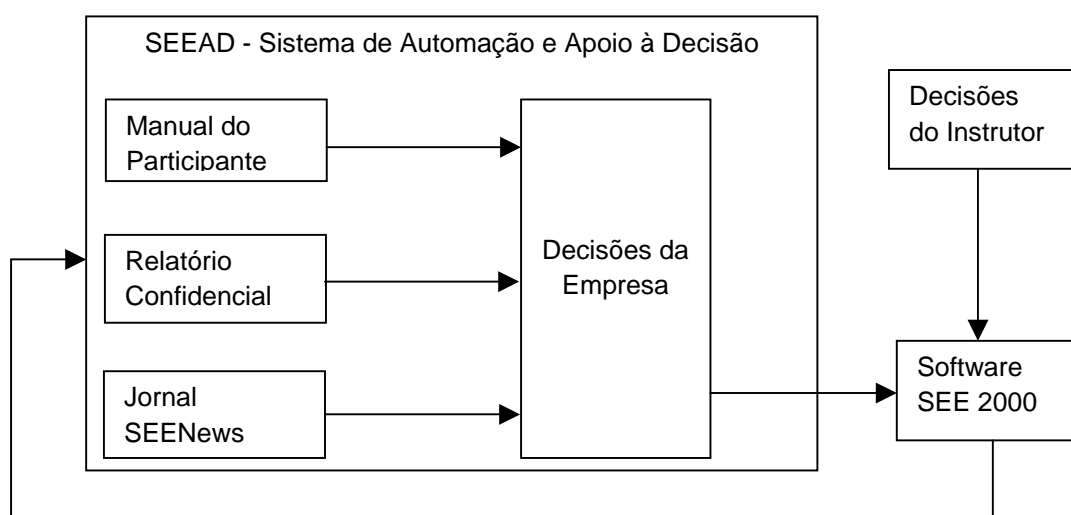 SEEAD - Sistema de Automação e Apoio à Decisão
Manual do
Participante
Relatório
Confidencial
Jornal
SEENews
Decisões da
Empresa
Decisões
do Instrutor
Software
SEE 2000